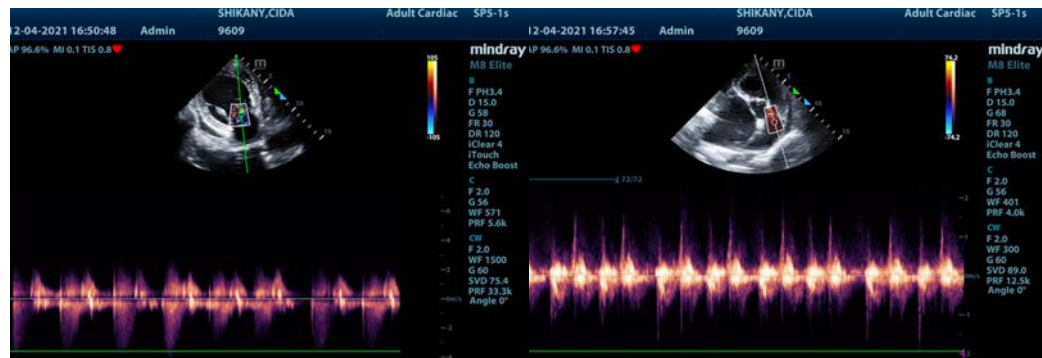 SHIKANY,CIDA Adult Cardiac SP5-1s
12-04-2021 16:50:48 Admin 9609
AP 96.6% MI 0.1 TIS 0.8
mindray
M8 Elite
m
105
-105
B
F PH3.4
D 15.0
G 58
FR 30
DR 120
iClear 4
iTouch
Echo Boost
C
F 2.0
G 56
WF 571
PRF 5.6k
CW
F 2.0
WF 1500
G 60
SVD 75.4
PRF 33.3k
Angle 0°
SHIKANY,CIDA Adult Cardiac SP5-1s
12-04-2021 16:57:45 Admin 9609
AP 96.6% MI 0.1 TIS 0.8
mindray
M8 Elite
m
74.2
-74.2
72/72
B
F PH3.4
D 15.0
G 68
FR 30
DR 120
iClear 4
Echo Boost
C
F 2.0
G 56
WF 401
PRF 4.0k
CW
F 2.0
WF 300
G 60
SVD 89.0
PRF 12.5k
Angle 0°